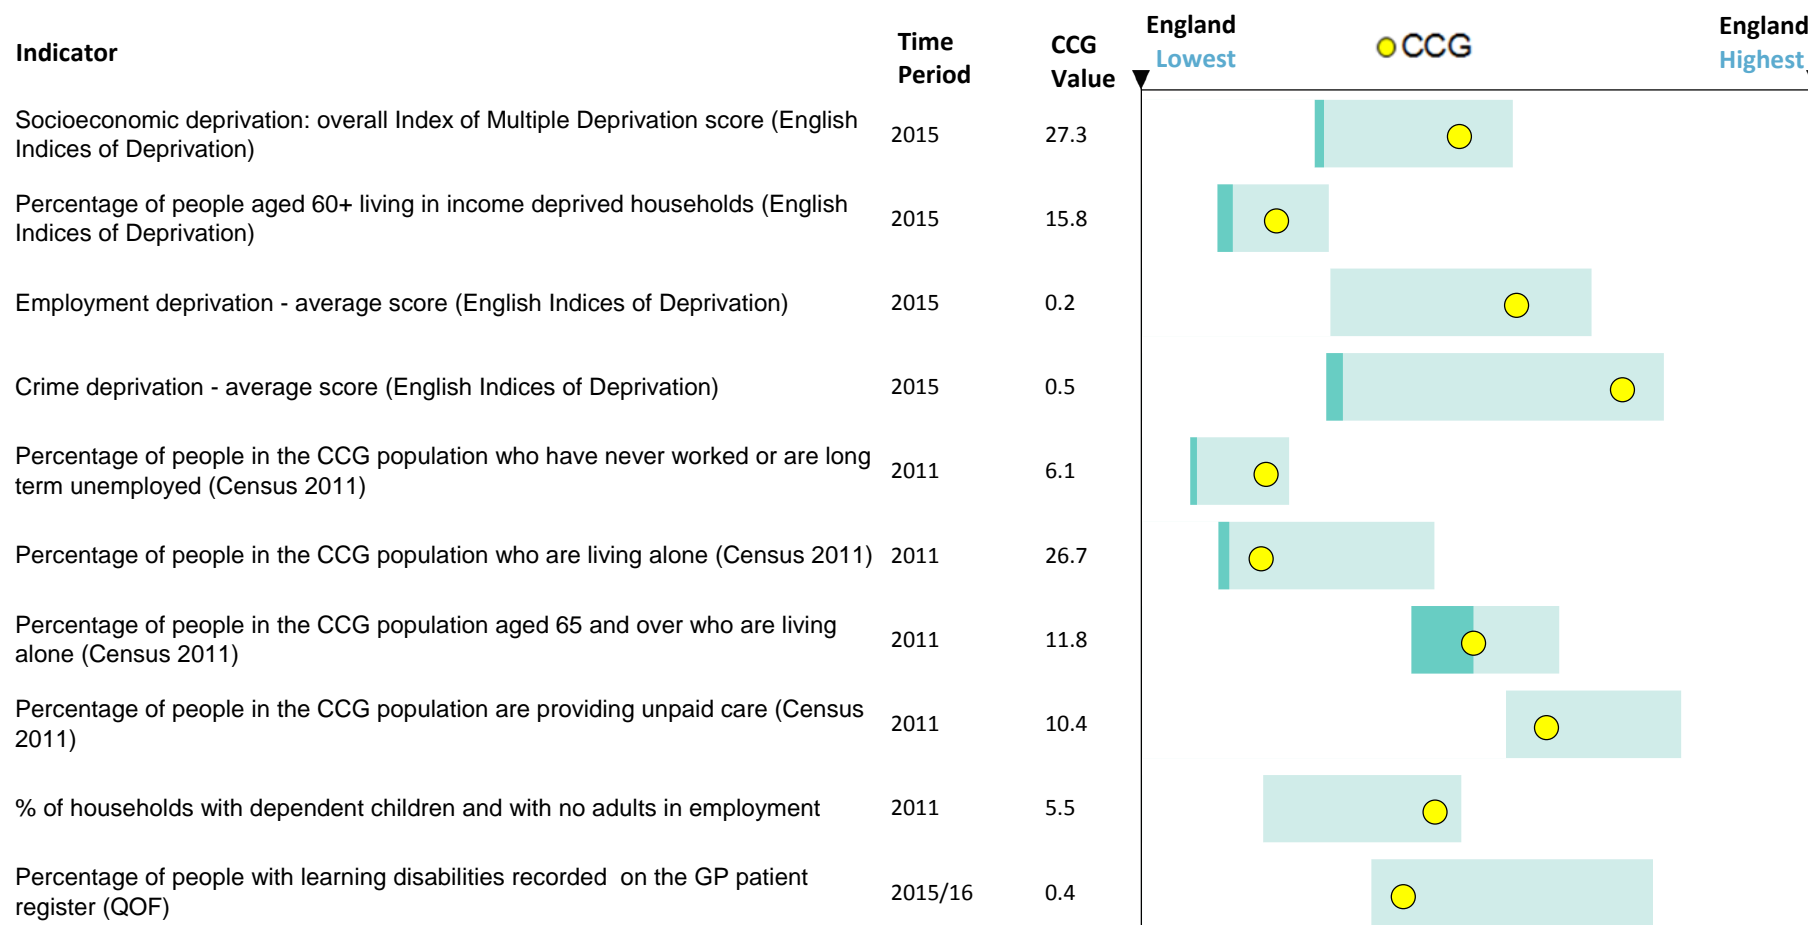 Indicator
Time
Period
CCG
Value
England
Lowest
CCG
England
Highest
Socioeconomic deprivation: overall Index of Multiple Deprivation score (English
Indices of Deprivation)
2015
27.3
Percentage of people aged 60+ living in income deprived households (English
Indices of Deprivation)
2015
15.8
Employment deprivation - average score (English Indices of Deprivation)
2015
0.2
Crime deprivation - average score (English Indices of Deprivation)
2015
0.5
Percentage of people in the CCG population who have never worked or are long
term unemployed (Census 2011)
2011
6.1
Percentage of people in the CCG population who are living alone (Census 2011)
2011
26.7
Percentage of people in the CCG population aged 65 and over who are living
alone (Census 2011)
2011
11.8
Percentage of people in the CCG population are providing unpaid care (Census
2011)
2011
10.4
% of households with dependent children and with no adults in employment
2011
5.5
Percentage of people with learning disabilities recorded  on the GP patient
register (QOF)
2015/16
0.4